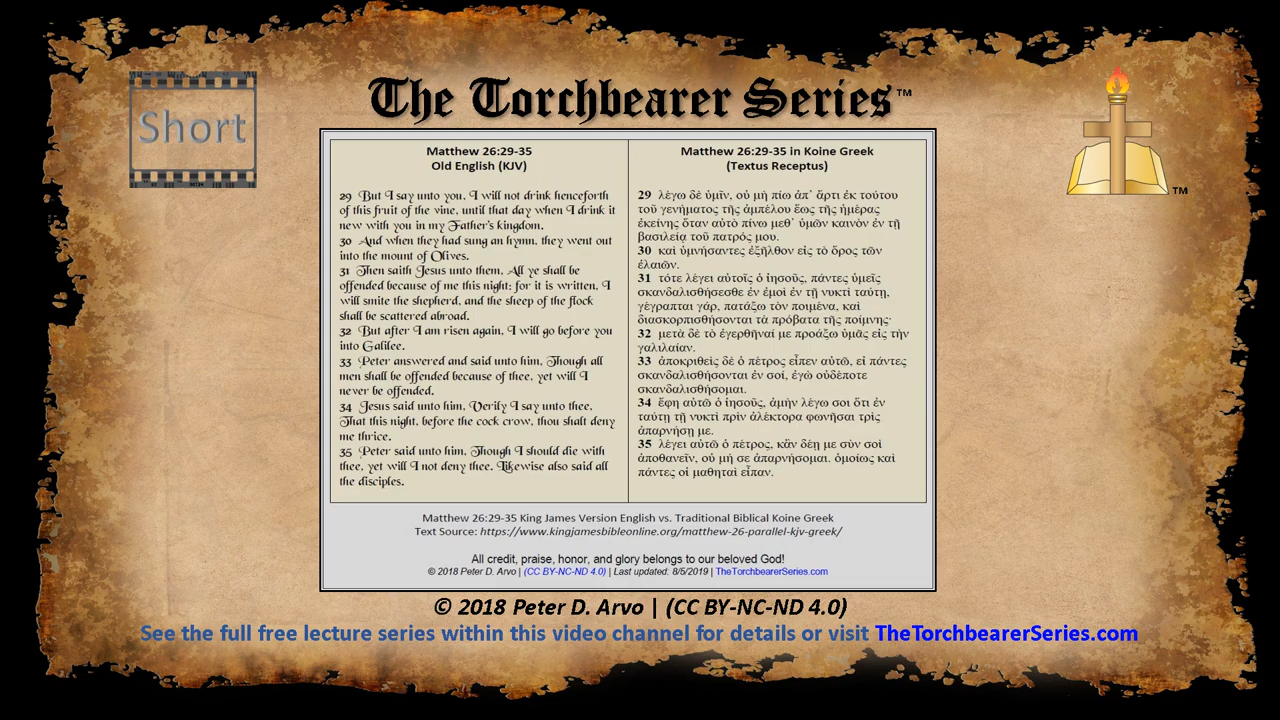 Short
The Torchbearer Series™
™
Matthew 26:29-35
Old English (KJV)
29 But I say unto you, I will not drink henceforth
of this fruit of the vine, until that day when I drink it
new with you in my Father's kingdom.
30 And when they had sung an hymn, they went out
into the mount of Olives.
31 Then saith Jesus unto them, All ye shall be
offended because of me this night: for it is written, I
will smite the shepherd, and the sheep of the flock
shall be scattered abroad.
32 But after I am risen again, I will go before you
into Galilee.
33 Peter answered and said unto him, Though all
men shall be offended because of thee, yet will I
never be offended.
34 Jesus said unto him, Verily I say unto thee,
That this night, before the cock crow, thou shalt deny
me thrice.
35 Peter said unto him, Though I should die with
thee, yet will I not deny thee. Likewise also said all
the disciples.
Matthew 26:29-35 in Koine Greek
(Textus Receptus)
29 λέγω δὲ ὑμῖν, οὐ μὴ πίω ἀπ᾽ ἄρτι ἐκ τούτου
τοῦ γενήματος τῆς ἀμπέλου ἕως τῆς ἡμέρας
ἐκείνης ὅταν αὐτὸ πίνω μεθ᾽ ὑμῶν καινὸν ἐν τῇ
βασιλείᾳ τοῦ πατρός μου.
30 καὶ ὑμνήσαντες ἐξῆλθον εἰς τὸ ὄρος τῶν
ἐλαιῶν.
31 τότε λέγει αὐτοῖς ὁ ἰησοῦς, πάντες ὑμεῖς
σκανδαλισθήσεσθε ἐν ἐμοὶ ἐν τῇ νυκτὶ ταύτῃ,
γέγραπται γάρ, πατάξω τὸν ποιμένα, καὶ
διασκορπισθήσονται τὰ πρόβατα τῆς ποίμνης·
32 μετὰ δὲ τὸ ἐγερθῆναί με προάξω ὑμᾶς εἰς τὴν
γαλιλαίαν.
33 ἀποκριθεὶς δὲ ὁ πέτρος εἶπεν αὐτῶ, εἰ πάντες
σκανδαλισθήσονται ἐν σοί, ἐγὼ οὐδέποτε
σκανδαλισθήσομαι.
34 ἔφη αὐτῶ ὁ ἰησοῦς, ἀμὴν λέγω σοι ὅτι ἐν
ταύτῃ τῇ νυκτὶ πρὶν ἀλέκτορα φωνῆσαι τρὶς
ἀπαρνήσῃ με.
35 λέγει αὐτῶ ὁ πέτρος, κἂν δέῃ με σὺν σοὶ
ἀποθανεῖν, οὐ μή σε ἀπαρνήσομαι. ὁμοίως καὶ
πάντες οἱ μαθηταὶ εἶπαν.
Matthew 26:29-35 King James Version English vs. Traditional Biblical Koine Greek
Text Source: https://www.kingjamesbibleonline.org/matthew-26-parallel-kjv-greek/
All credit, praise, honor, and glory belongs to our beloved God!
© 2018 Peter D. Arvo | (CC BY-NC-ND 4.0) | Last updated: 8/5/2019 | TheTorchbearerSeries.com
© 2018 Peter D. Arvo | (CC BY-NC-ND 4.0)
See the full free lecture series within this video channel for details or visit TheTorchbearerSeries.com